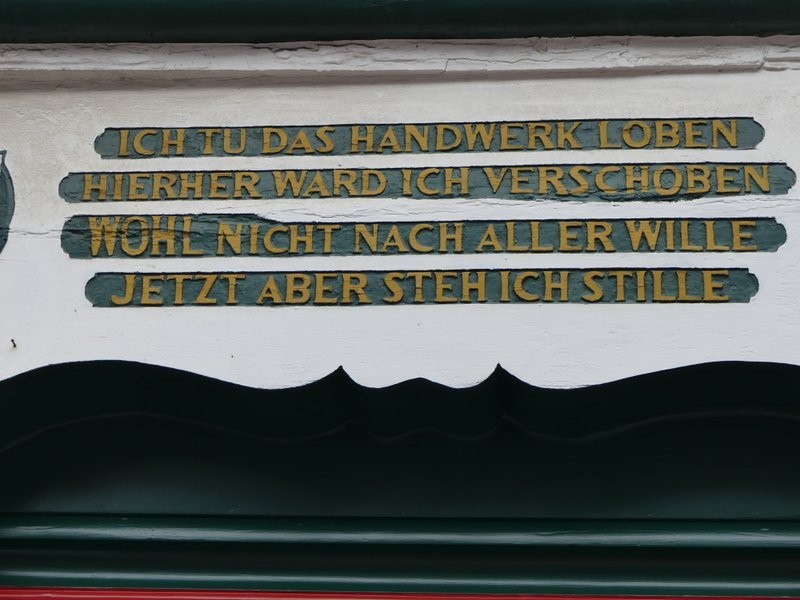 ICH TU DAS HANDWERK LOBEN
HIERHER WARD ICH VERSCHOBEN
WOHL NICHT NACH ALLER WILLE
JETZT ABER STEH ICH STILLE